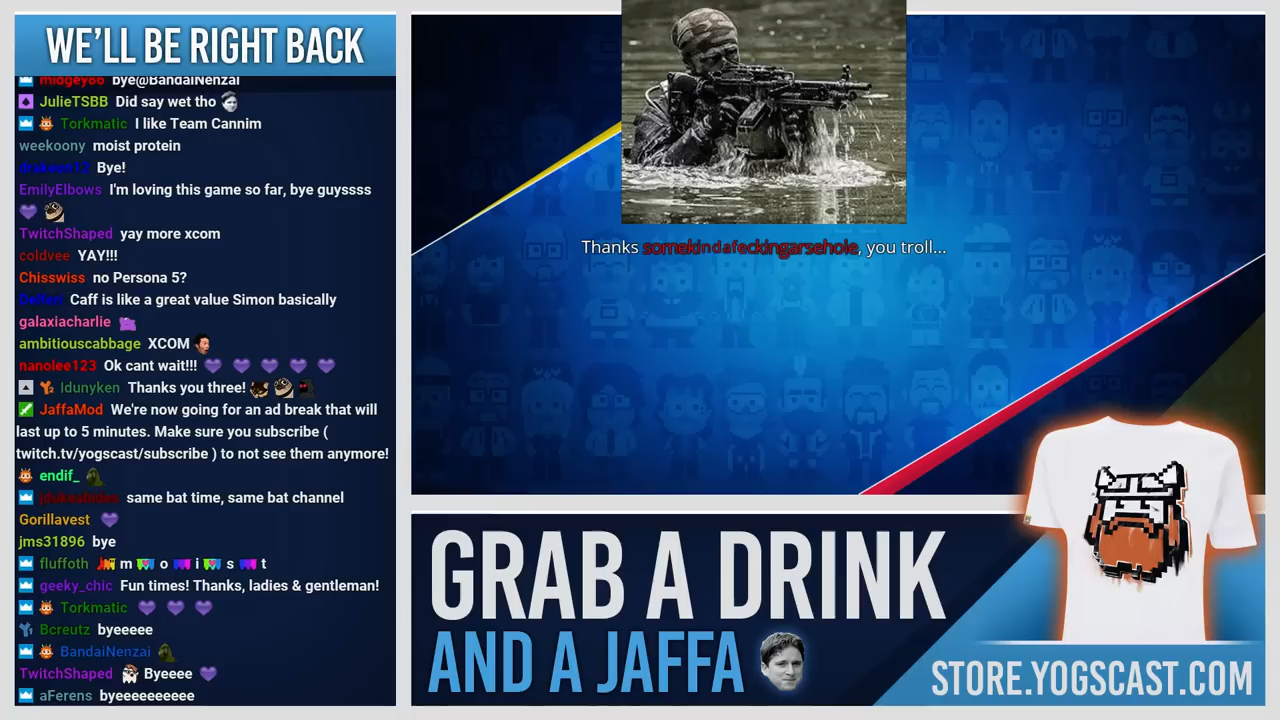 WE'LL BE RIGHT BACK
midgey86 bye@BandaiNenzai
JulieTSBB Did say wet tho
Torkmatic I like Team Cannim
weekoony moist protein
drakeon12 Bye!
EmilyElbows I'm loving this game so far, bye guyssss
TwitchShaped yay more xcom
coldvee YAY!!!
Chisswiss no Persona 5?
Caff is like a great value Simon basically
galaxiacharlie
ambitiouscabbage XCOM
nanolee123 Ok cant wait!!!
Idunyken Thanks you three!
JaffaMod We're now going for an ad break that will
last up to 5 minutes. Make sure you subscribe (
twitch.tv/yogscast/subscribe ) to not see them anymore!
endif_
jdukeabides same bat time, same bat channel
Gorillavest
jms31896 bye
fluffoth m o i s t
geeky_chic Fun times! Thanks, ladies & gentleman!
Torkmatic
Bcreutz byeeeee
BandaiNenzai
TwitchShaped Byeeee
aFerens byeeeeeeeeee
Thanks somekindafeckingarsehole, you troll...
GRAB A DRINK
AND A JAFFA
STORE.YOGSCAST.COM